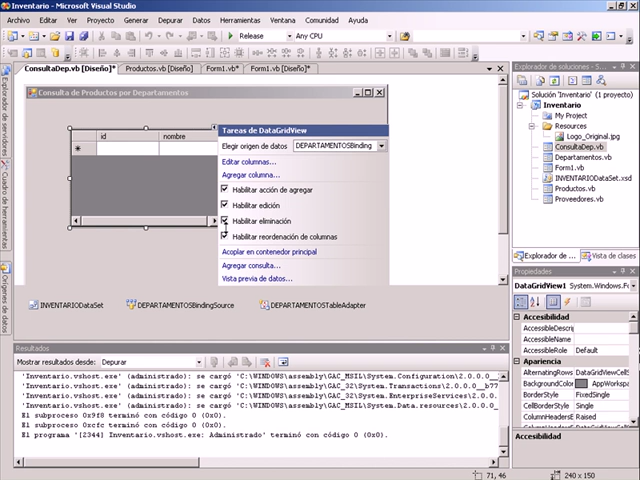 Inventario - Microsoft Visual Studio
Archivo Editar Ver Proyecto Generar Depurar Datos Herramientas Ventana Comunidad Ayuda
Release Any CPU
ConsultaDep.vb [Diseño]* Productos.vb [Diseño] Form1.vb* Form1.vb [Diseño]*
Explorador de servidores
Cuadro de herramientas
Orígenes de datos
Consulta de Productos por Departamentos
id nombre
Tareas de DataGridView
Elegir origen de datos DEPARTAMENTOSBinding
Editar columnas...
Agregar columna...
Habilitar acción de agregar
Habilitar edición
Habilitar eliminación
Habilitar reordenación de columnas
Acoplar en contenedor principal
Agregar consulta...
Vista previa de datos...
INVENTARIODataSet DEPARTAMENTOSBindingSource DEPARTAMENTOSTableAdapter
Resultados
Mostrar resultados desde: Depurar
'Inventario.vshost.exe' (administrado): se cargó 'C:\WINDOWS\assembly\GAC_MSIL\System.Configuration\2.0.0.0__
'Inventario.vshost.exe' (administrado): se cargó 'C:\WINDOWS\assembly\GAC_32\System.Transactions\2.0.0.0__b77
'Inventario.vshost.exe' (administrado): se cargó 'C:\WINDOWS\assembly\GAC_32\System.EnterpriseServices\2.0.0.
'Inventario.vshost.exe' (administrado): se cargó 'C:\WINDOWS\assembly\GAC_MSIL\System.Data.resources\2.0.0.0_
El subproceso 0x9f8 terminó con código 0 (0x0).
El subproceso 0xcfc terminó con código 0 (0x0).
El programa '[2344] Inventario.vshost.exe: Administrado' terminó con código 0 (0x0).
Explorador de soluciones - S...
Solución 'Inventario' (1 proyecto)
Inventario
My Project
Resources
Logo_Original.jpg
ConsultaDep.vb
Departamentos.vb
Form1.vb
INVENTARIODataSet.xsd
Productos.vb
Proveedores.vb
Explorador de... Vista de clases
Propiedades
DataGridView1 System.Windows.Fo
Accesibilidad
AccessibleDescrip
AccessibleName
AccessibleRole Default
Apariencia
AlternatingRows DataGridViewCellS
BackgroundColor AppWorkspa
BorderStyle FixedSingle
CellBorderStyle Single
ColumnHeadersB Raised
Accesibilidad
71, 46 240 x 150